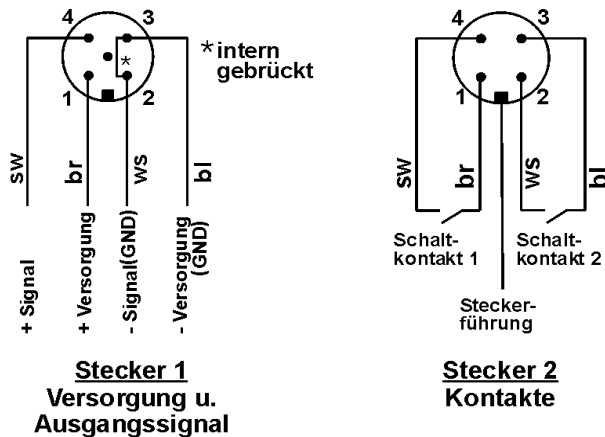 4 3
1 2
*
*intern
gebrückt
sw br ws bl
+ Signal
+ Versorgung
- Signal(GND)
- Versorgung
(GND)
Stecker 1
Versorgung u.
Ausgangssignal
4 3
1 2
sw br ws bl
Schalt-
kontakt 1
Schalt-
kontakt 2
Stecker-
führung
Stecker 2
Kontakte